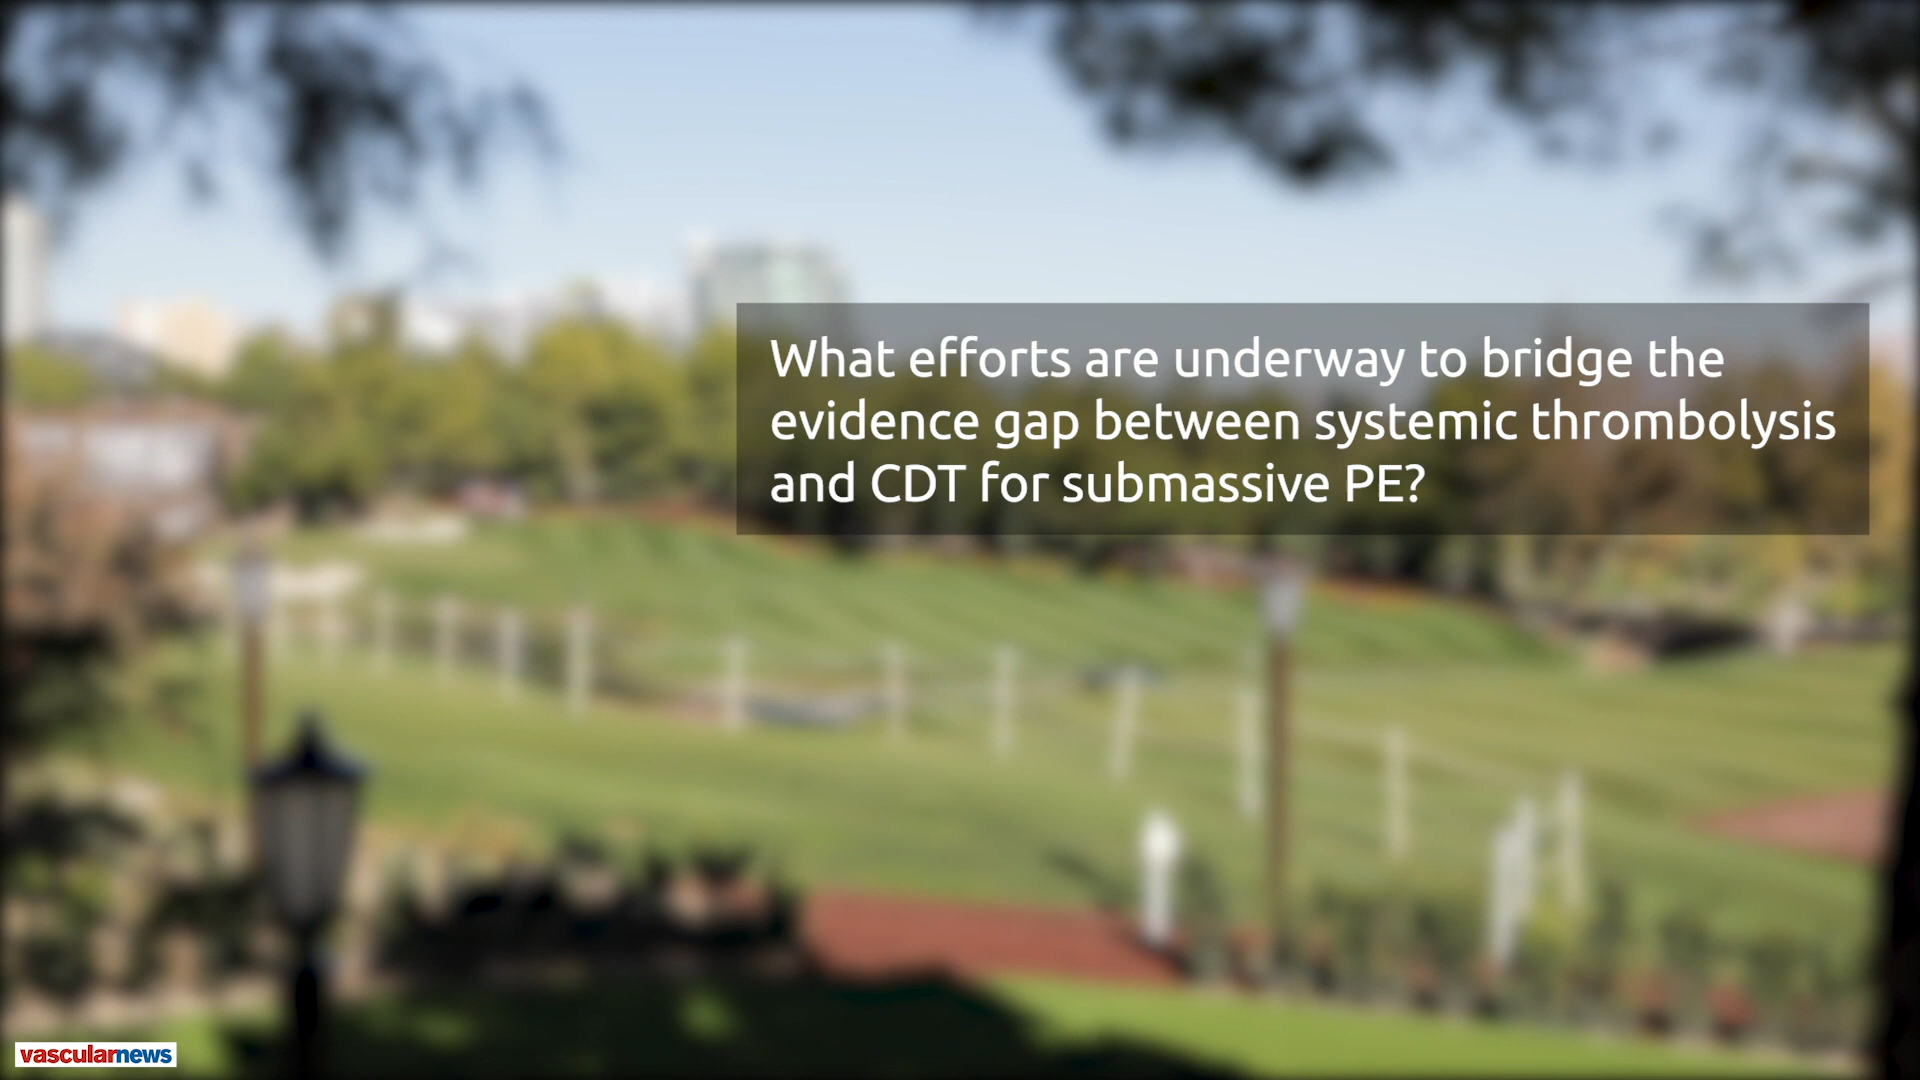 What efforts are underway to bridge the
evidence gap between systemic thrombolysis
and CDT for submassive PE?
vascularnews